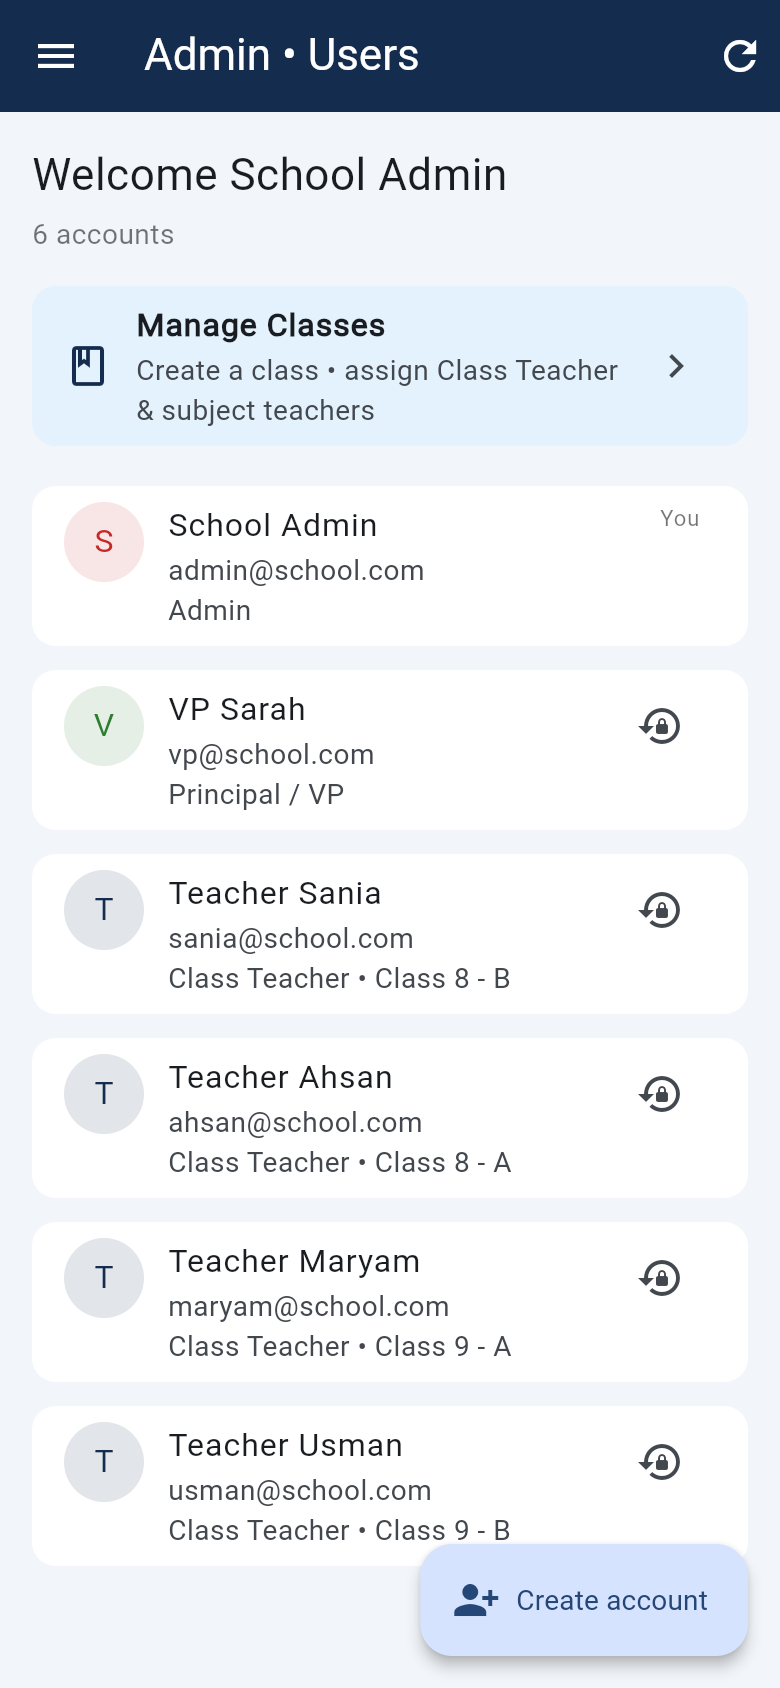 Admin • Users
Welcome School Admin
6 accounts
Manage Classes
Create a class • assign Class Teacher
& subject teachers
S
School Admin
You
admin@school.com
Admin
V
VP Sarah
vp@school.com
Principal / VP
T
Teacher Sania
sania@school.com
Class Teacher • Class 8 - B
T
Teacher Ahsan
ahsan@school.com
Class Teacher • Class 8 - A
T
Teacher Maryam
maryam@school.com
Class Teacher • Class 9 - A
T
Teacher Usman
usman@school.com
Class Teacher • Class 9 - B
Create account